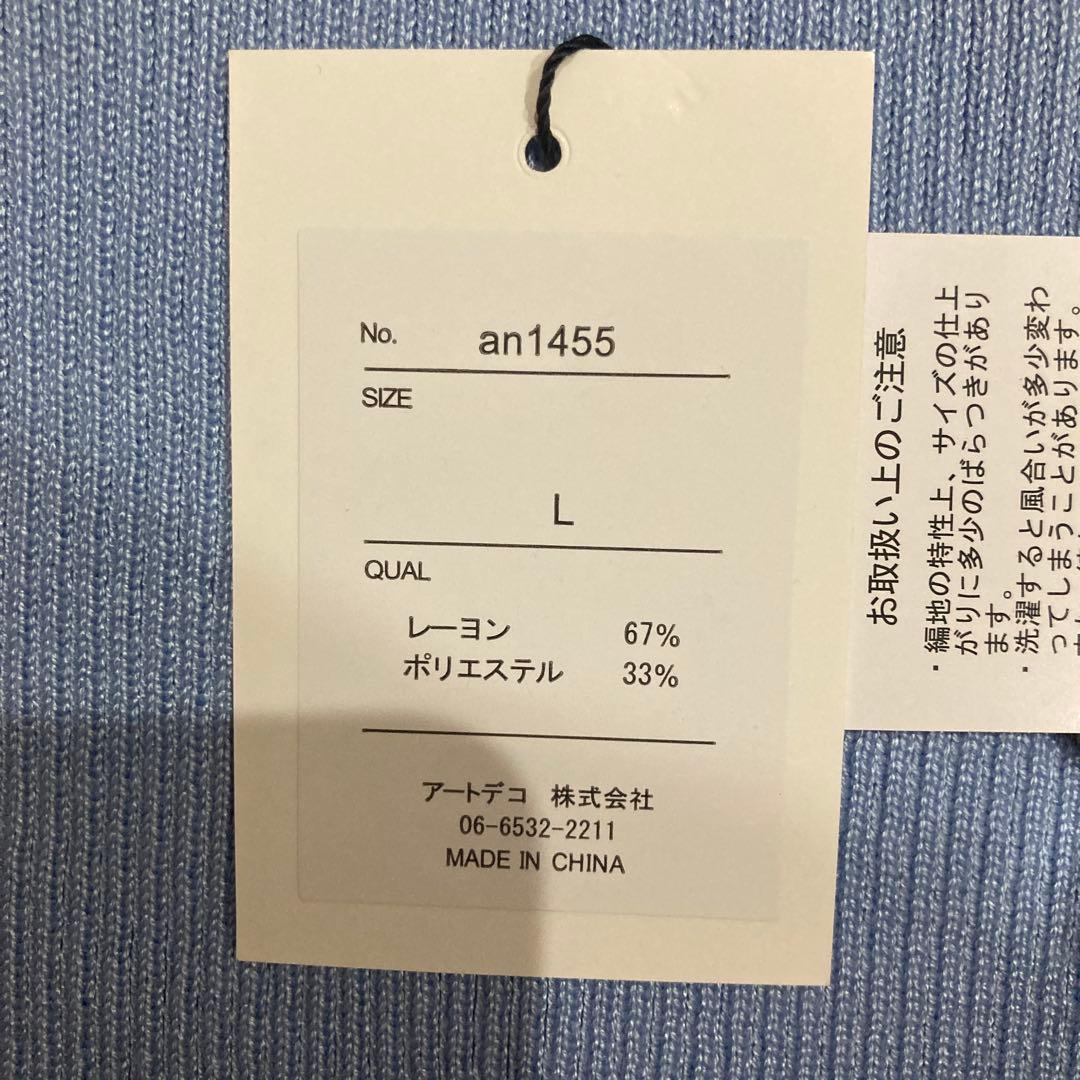 No. an1455
SIZE
L
QUAL
レーヨン 67%
ポリエステル 33%
アートデコ 株式会社
06-6532-2211
MADE IN CHINA
お取扱い上のご注意
・編地の特性上、サイズの仕上
がりに多少のばらつきがあり
ます。
・洗濯すると風合いが多少変わ
ってしまうことがあります。